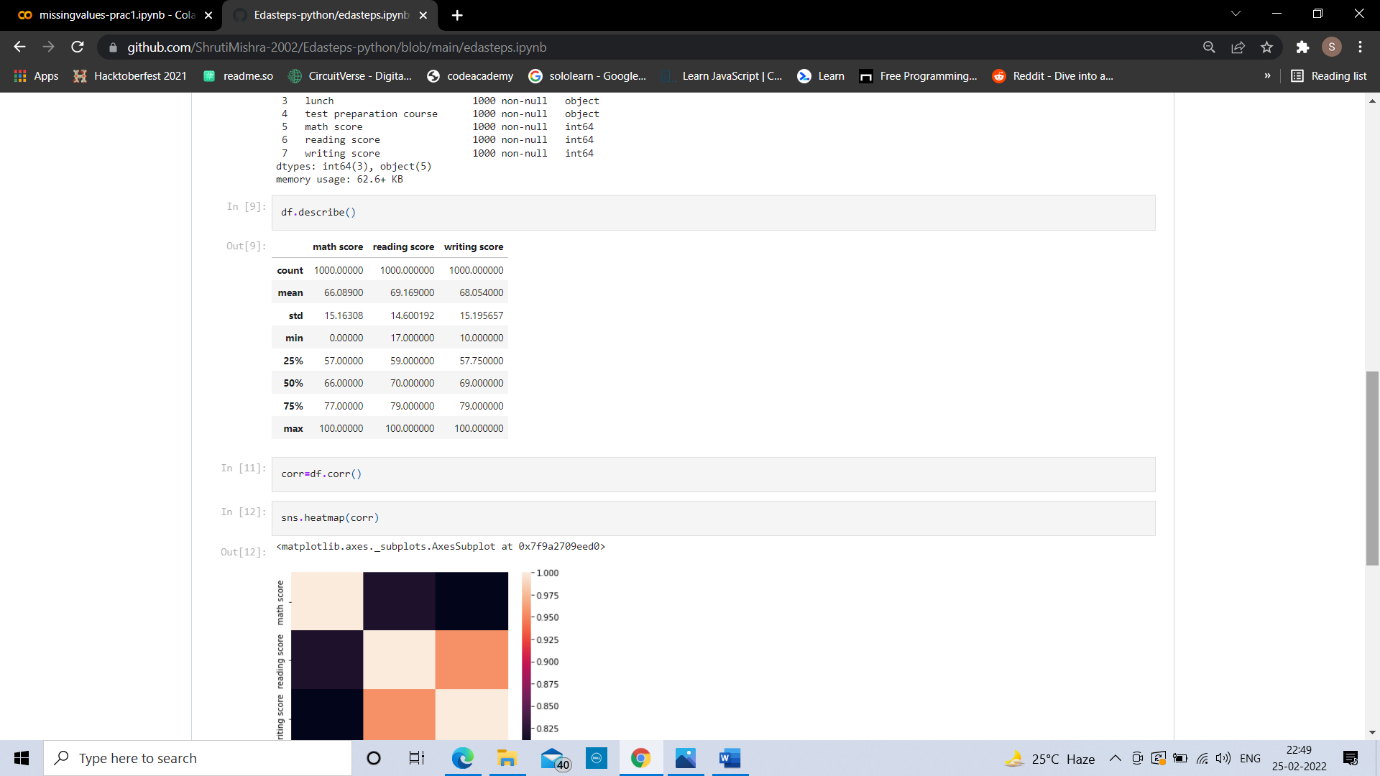 missingvalues-prac1.ipynb - Cola
Edasteps-python/edasteps.ipynb
github.com/ShrutiMishra-2002/Edasteps-python/blob/main/edasteps.ipynb
S
Apps Hacktoberfest 2021 readme.so CircuitVerse - Digita... codeacademy sololearn - Google... Learn JavaScript | C... Learn Free Programming... Reddit - Dive into a... » Reading list
3 lunch 1000 non-null object
4 test preparation course 1000 non-null object
5 math score 1000 non-null int64
6 reading score 1000 non-null int64
7 writing score 1000 non-null int64
dtypes: int64(3), object(5)
memory usage: 62.6+ KB
In [9]: df.describe()
Out[9]: math score reading score writing score
count 1000.00000 1000.000000 1000.000000
mean 66.08900 69.169000 68.054000
std 15.16308 14.600192 15.195657
min 0.00000 17.000000 10.000000
25% 57.00000 59.000000 57.750000
50% 66.00000 70.000000 69.000000
75% 77.00000 79.000000 79.000000
max 100.00000 100.000000 100.000000
In [11]: corr=df.corr()
In [12]: sns.heatmap(corr)
Out[12]: <matplotlib.axes._subplots.AxesSubplot at 0x7f9a2709eed0>
math score
reading score
riting score
1.000
0.975
0.950
0.925
0.900
0.875
0.850
0.825
Type here to search
40
W
25°C Haze
ENG
22:49
25-02-2022